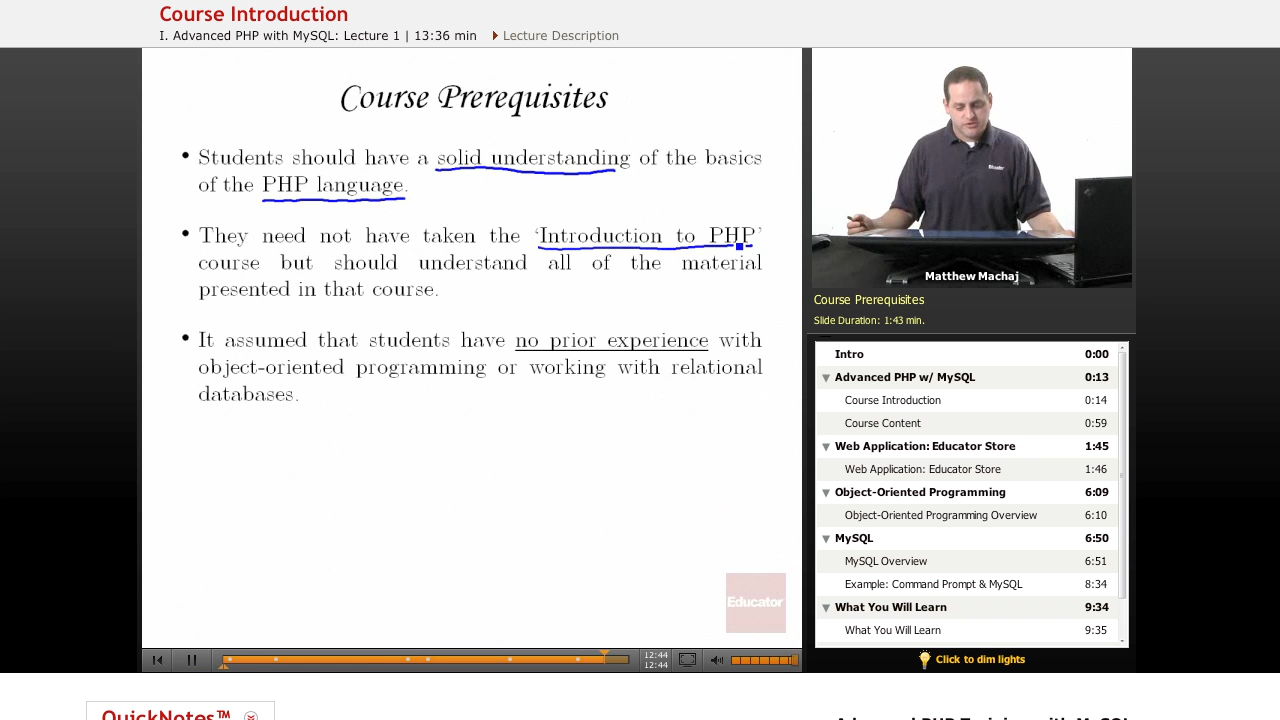 Course Introduction
I. Advanced PHP with MySQL: Lecture 1 | 13:36 min Lecture Description
Course Prerequisites
• Students should have a solid understanding of the basics
of the PHP language.
• They need not have taken the ‘Introduction to PHP’
course but should understand all of the material
presented in that course.
• It assumed that students have no prior experience with
object-oriented programming or working with relational
databases.
Educator
12:44
12:44
Matthew Machaj
Course Prerequisites
Slide Duration: 1:43 min.
Intro 0:00
Advanced PHP w/ MySQL 0:13
Course Introduction 0:14
Course Content 0:59
Web Application: Educator Store 1:45
Web Application: Educator Store 1:46
Object-Oriented Programming 6:09
Object-Oriented Programming Overview 6:10
MySQL 6:50
MySQL Overview 6:51
Example: Command Prompt & MySQL 8:34
What You Will Learn 9:34
What You Will Learn 9:35
Click to dim lights
QuickNotes™
Advanced PHP Training with MySQL